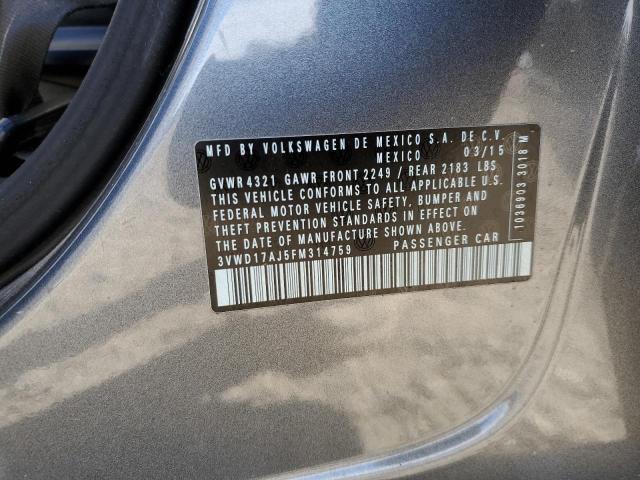 MFD BY VOLKSWAGEN DE MEXICO S.A. DE C.V.
MEXICO 03/15
GVWR 4321 GAWR FRONT 2249 / REAR 2183 LBS
THIS VEHICLE CONFORMS TO ALL APPLICABLE U.S.
FEDERAL MOTOR VEHICLE SAFETY, BUMPER AND
THEFT PREVENTION STANDARDS IN EFFECT ON
THE DATE OF MANUFACTURE SHOWN ABOVE.
3VWD17AJ5FM314759 PASSENGER CAR
1036903 3018 M